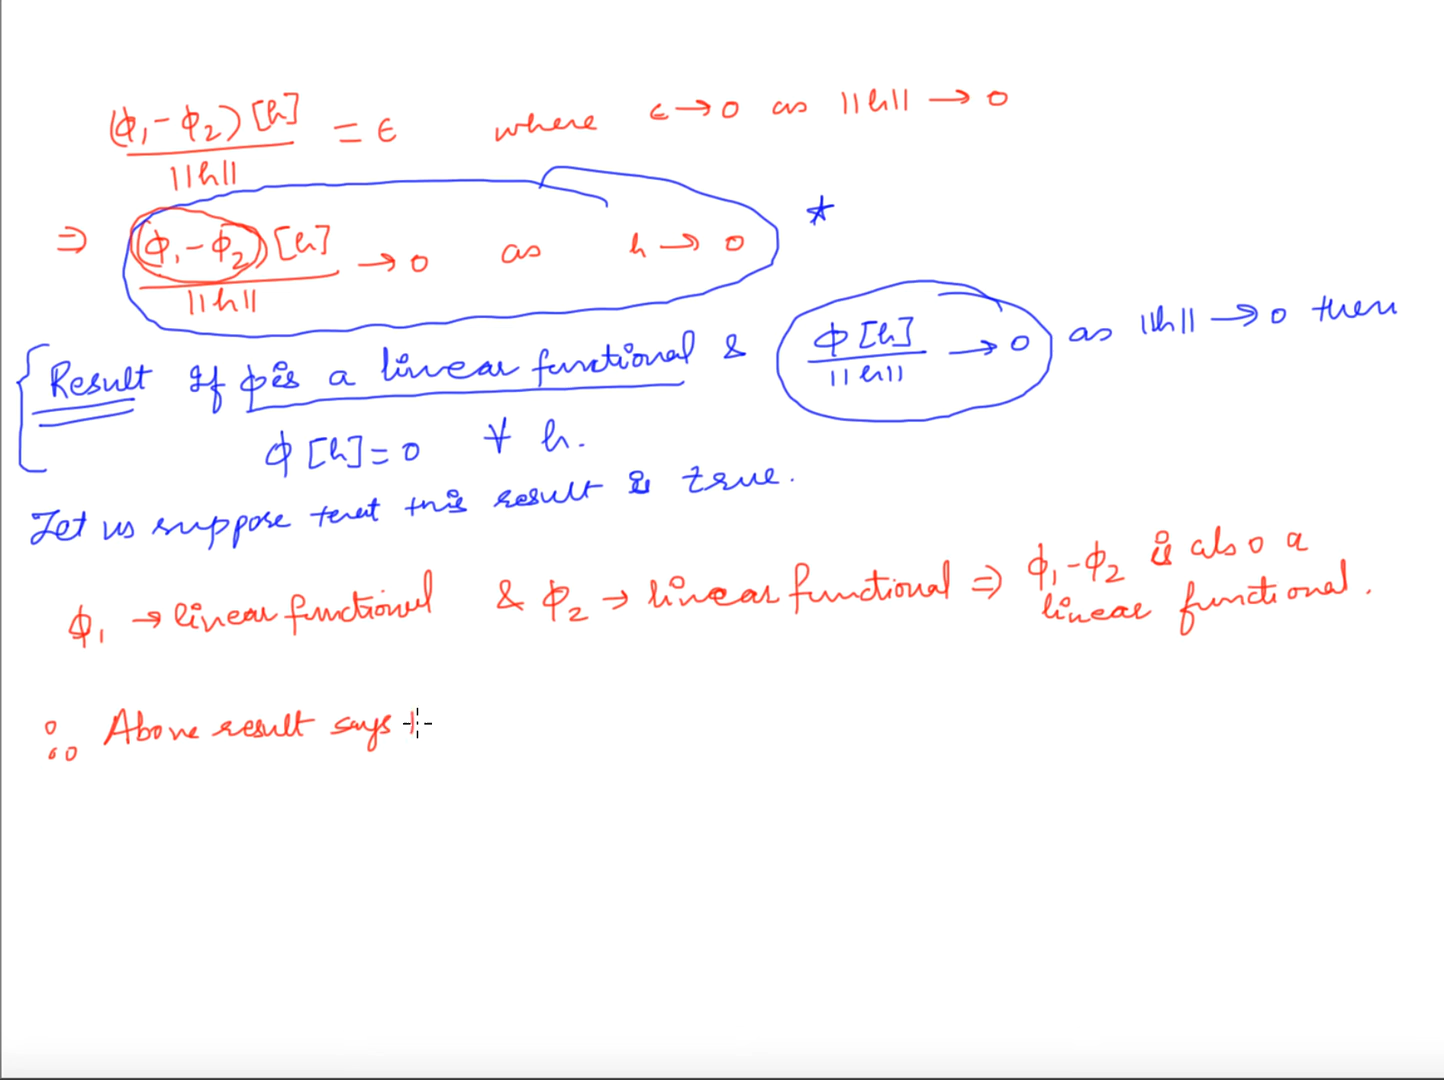 (ϕ₁-ϕ₂)[h] / ||h|| = ϵ where ϵ→0 as ||h||→0
⇒ (ϕ₁-ϕ₂)[h] / ||h|| →0 as h→0 ★
Result If ϕ is a linear functional & ϕ[h] / ||h|| →0 as ||h||→0 then
ϕ[h]=0 ∀ h.
Let us suppose that this result is true.
ϕ₁ → linear functional & ϕ₂ → linear functional ⇒ ϕ₁-ϕ₂ is also a
linear functional.
∴ Above result says